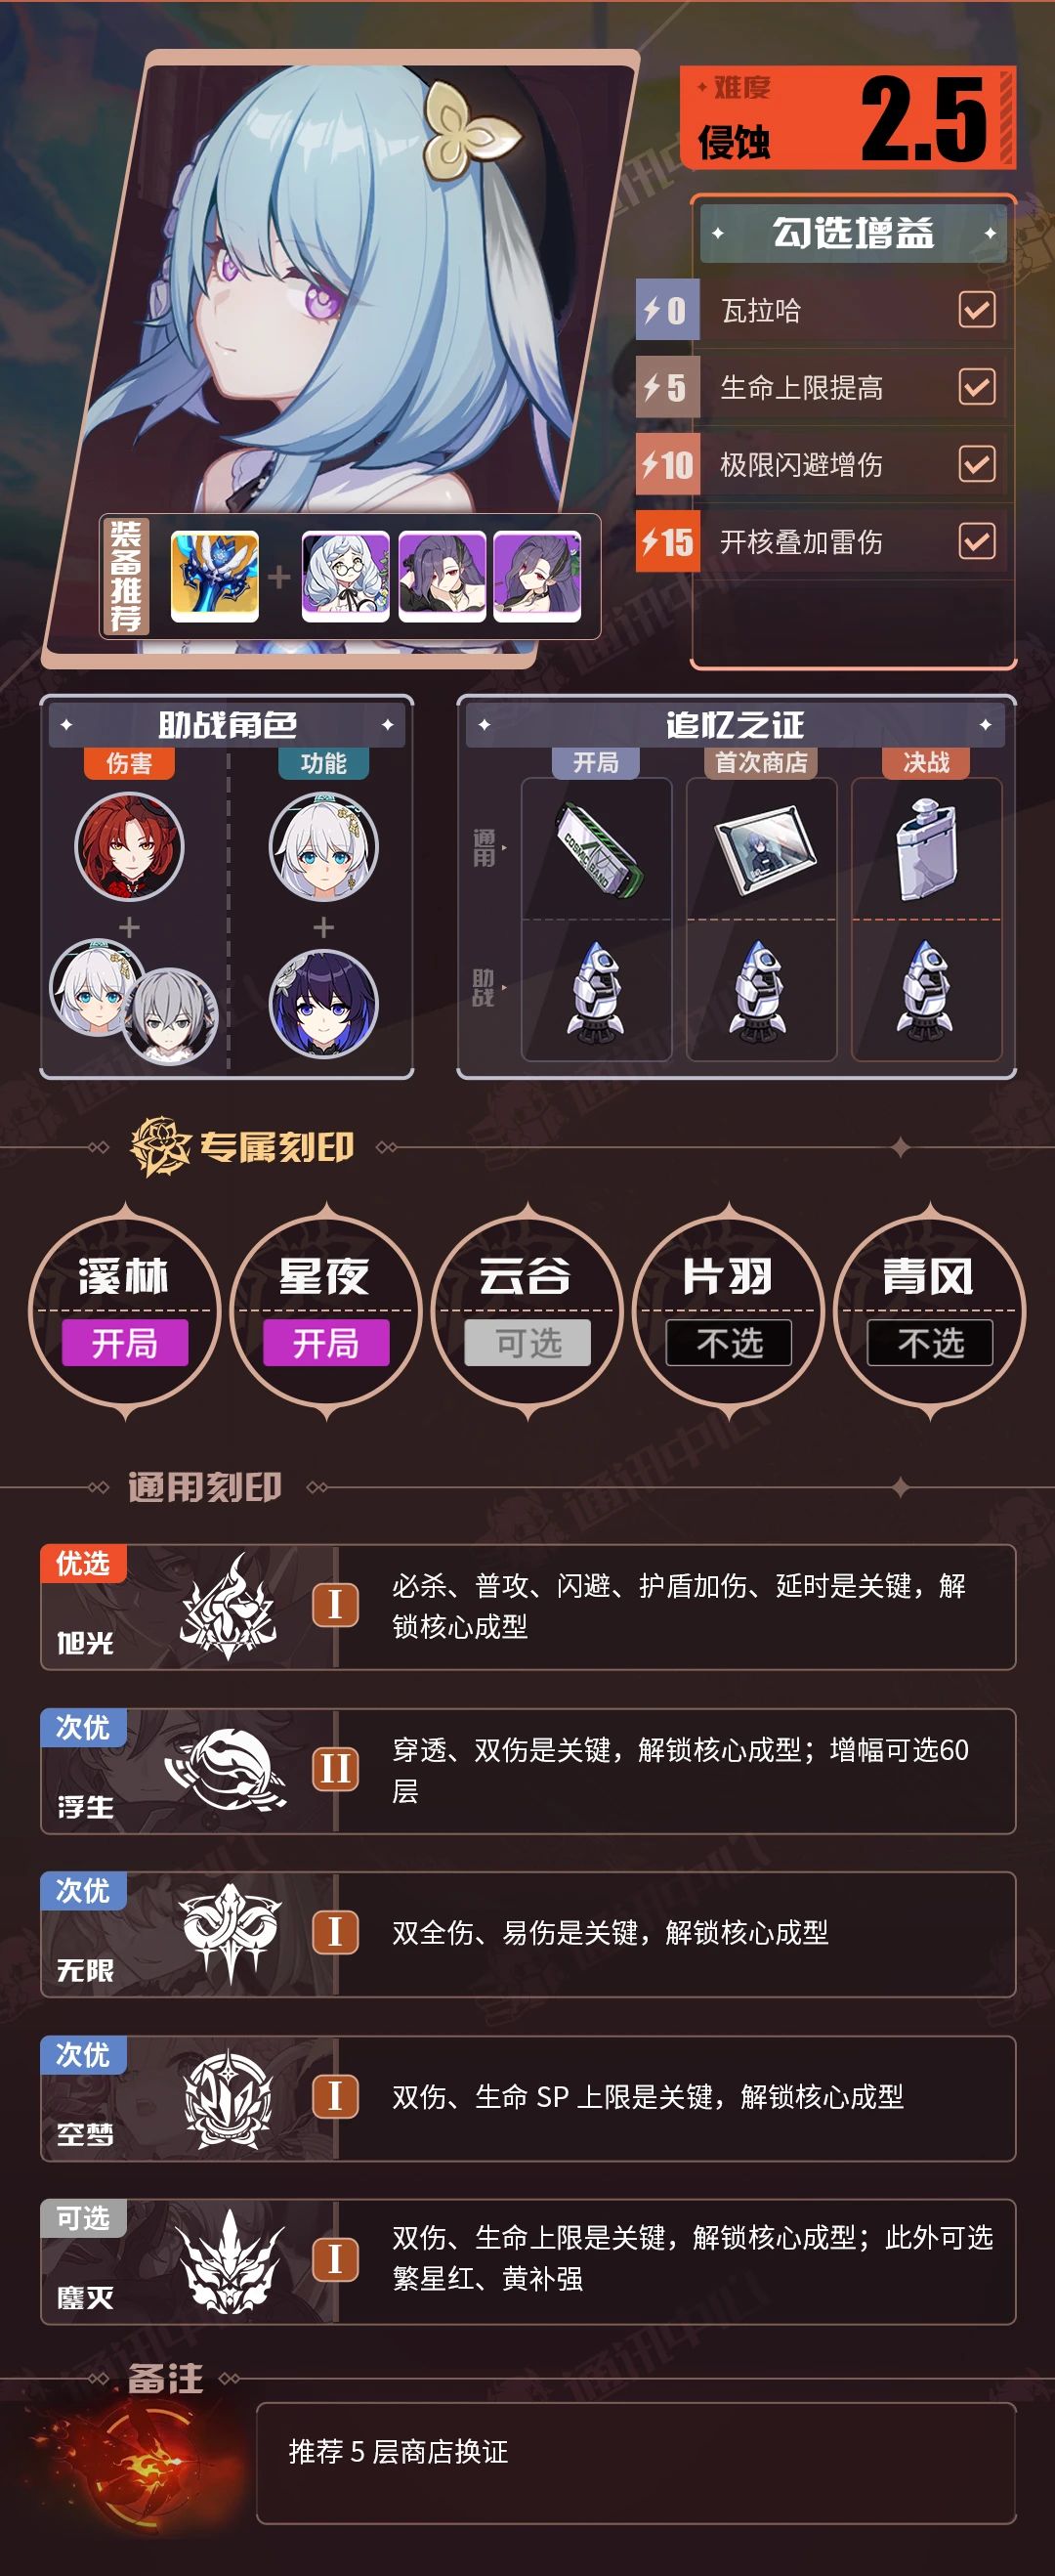 难度
侵蚀
2.5
勾选增益
0 瓦拉哈
5 生命上限提高
10 极限闪避增伤
15 开核叠加雷伤
装备推荐
助战角色
伤害 功能
追忆之证
开局 首次商店 决战
通用
COSMIC BAND
助战
专属刻印
溪林 星夜 云谷 片羽 青风
开局 开局 可选 不选 不选
通用刻印
优选
旭光
I
必杀、普攻、闪避、护盾加伤、延时是关键，解
锁核心成型
次优
浮生
II
穿透、双伤是关键，解锁核心成型；增幅可选60
层
次优
无限
I
双全伤、易伤是关键，解锁核心成型
次优
空梦
I
双伤、生命 SP 上限是关键，解锁核心成型
可选
鏖灭
I
双伤、生命上限是关键，解锁核心成型；此外可选
繁星红、黄补强
备注
推荐 5 层商店换证